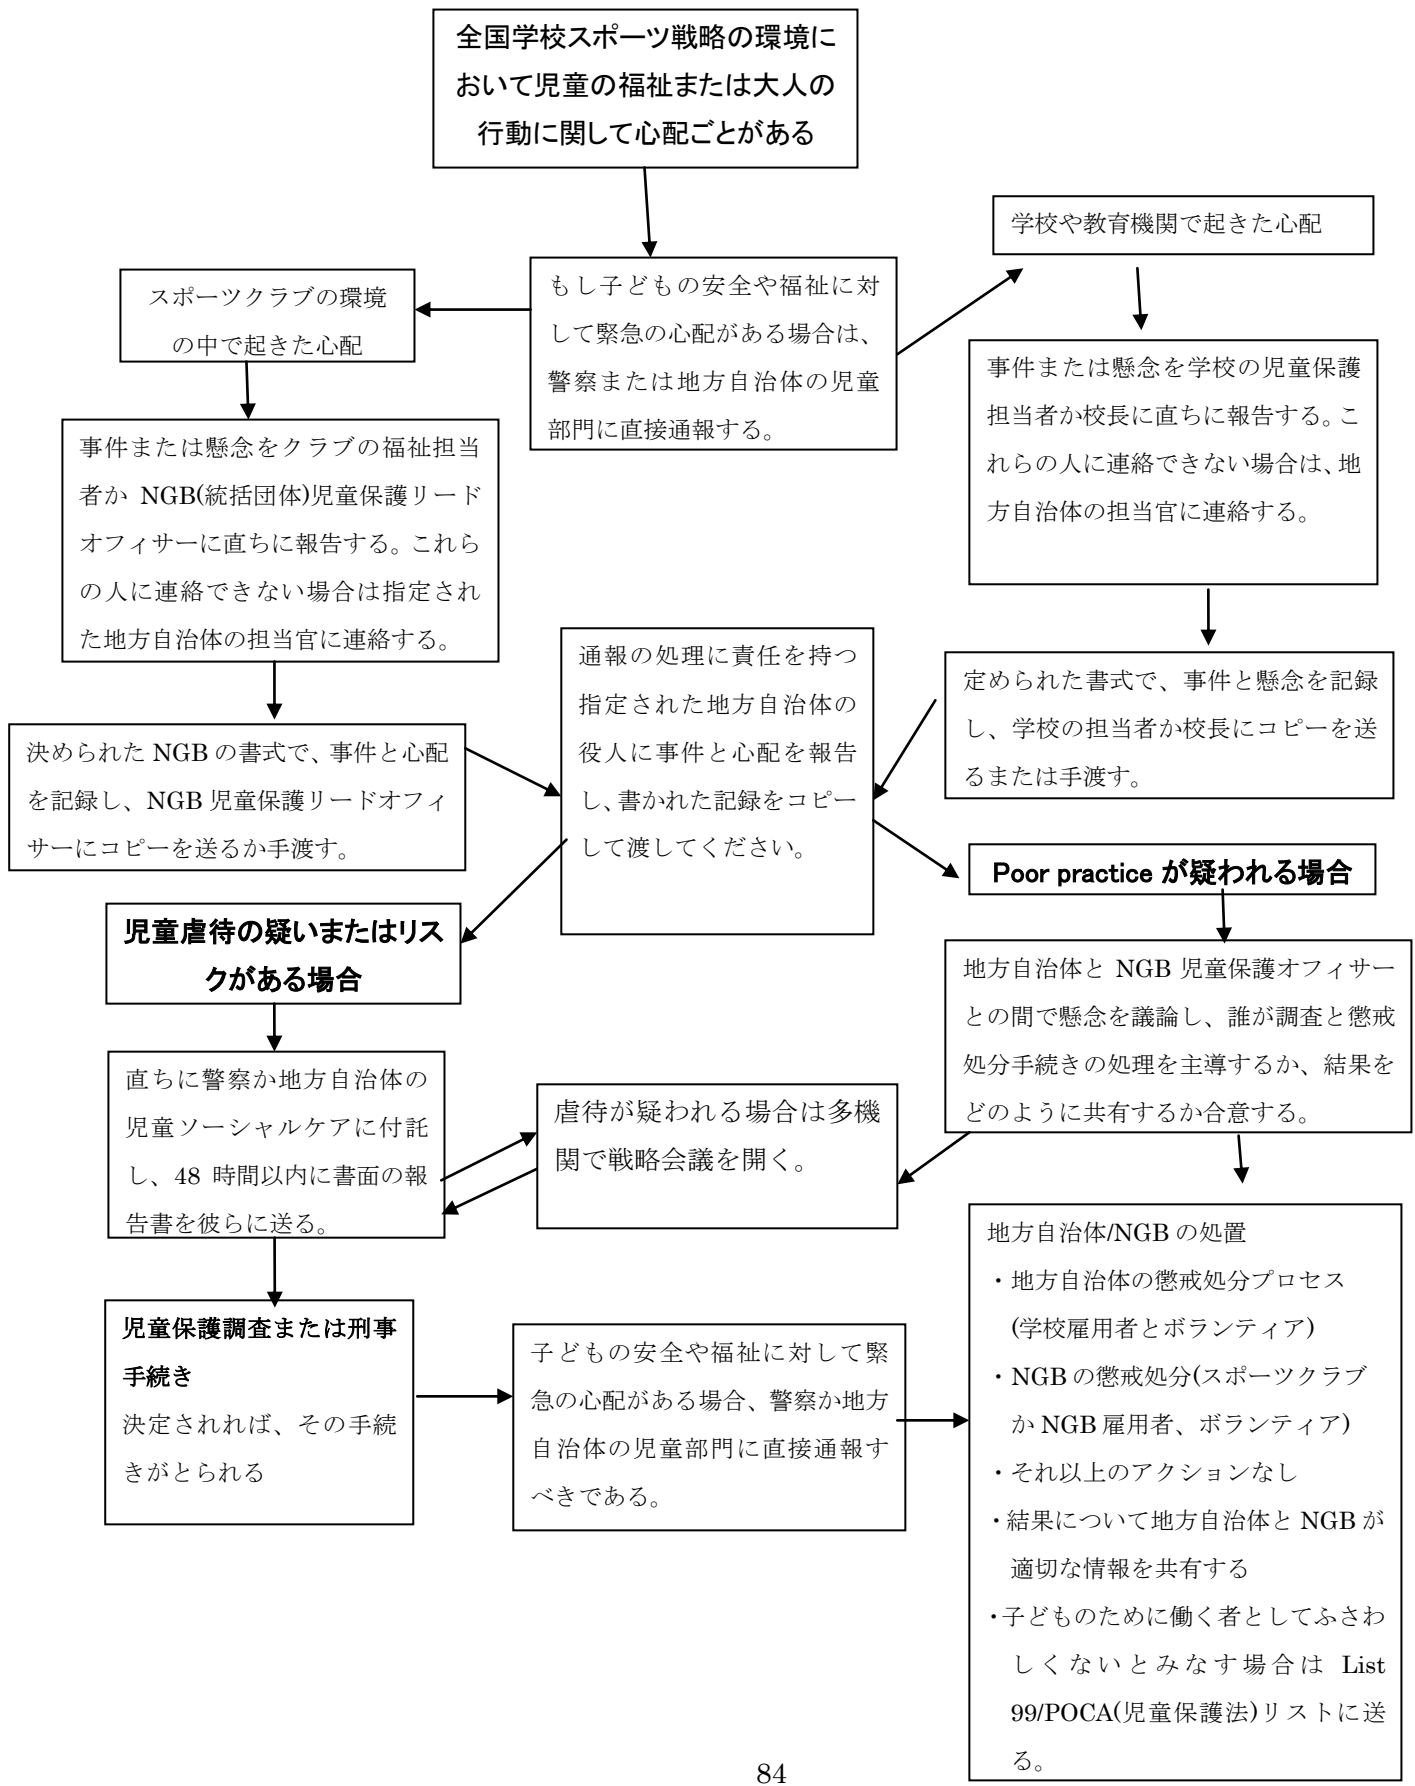 全国学校スポーツ戦略の環境に
おいて児童の福祉または大人の
行動に関して心配ごとがある
学校や教育機関で起きた心配
もし子どもの安全や福祉に対
して緊急の心配がある場合は、
警察または地方自治体の児童
部門に直接通報する。
スポーツクラブの環境
の中で起きた心配
事件または懸念を学校の児童保護
担当者か校長に直ちに報告する。こ
れらの人に連絡できない場合は、地
方自治体の担当官に連絡する。
事件または懸念をクラブの福祉担当
者か NGB(統括団体)児童保護リード
オフィサーに直ちに報告する。これら
の人に連絡できない場合は指定され
た地方自治体の担当官に連絡する。
通報の処理に責任を持つ
指定された地方自治体の
役人に事件と心配を報告
し、書かれた記録をコピー
して渡してください。
定められた書式で、事件と懸念を記録
し、学校の担当者か校長にコピーを送
るまたは手渡す。
決められた NGB の書式で、事件と心配
を記録し、NGB 児童保護リードオフィ
サーにコピーを送るか手渡す。
Poor practice が疑われる場合
児童虐待の疑いまたはリス
クがある場合
地方自治体と NGB 児童保護オフィサー
との間で懸念を議論し、誰が調査と懲戒
処分手続きの処理を主導するか、結果を
どのように共有するか合意する。
直ちに警察か地方自治体の
児童ソーシャルケアに付託
し、48 時間以内に書面の報
告書を彼らに送る。
虐待が疑われる場合は多機
関で戦略会議を開く。
地方自治体/NGB の処置
・地方自治体の懲戒処分プロセス
(学校雇用者とボランティア)
・NGB の懲戒処分(スポーツクラブ
か NGB 雇用者、ボランティア)
・それ以上のアクションなし
・結果について地方自治体と NGB が
適切な情報を共有する
・子どものために働く者としてふさわ
しくないとみなす場合は List
99/POCA(児童保護法)リストに送
る。
児童保護調査または刑事
手続き
決定されれば、その手続
きがとられる
子どもの安全や福祉に対して緊
急の心配がある場合、警察か地方
自治体の児童部門に直接通報す
べきである。
84